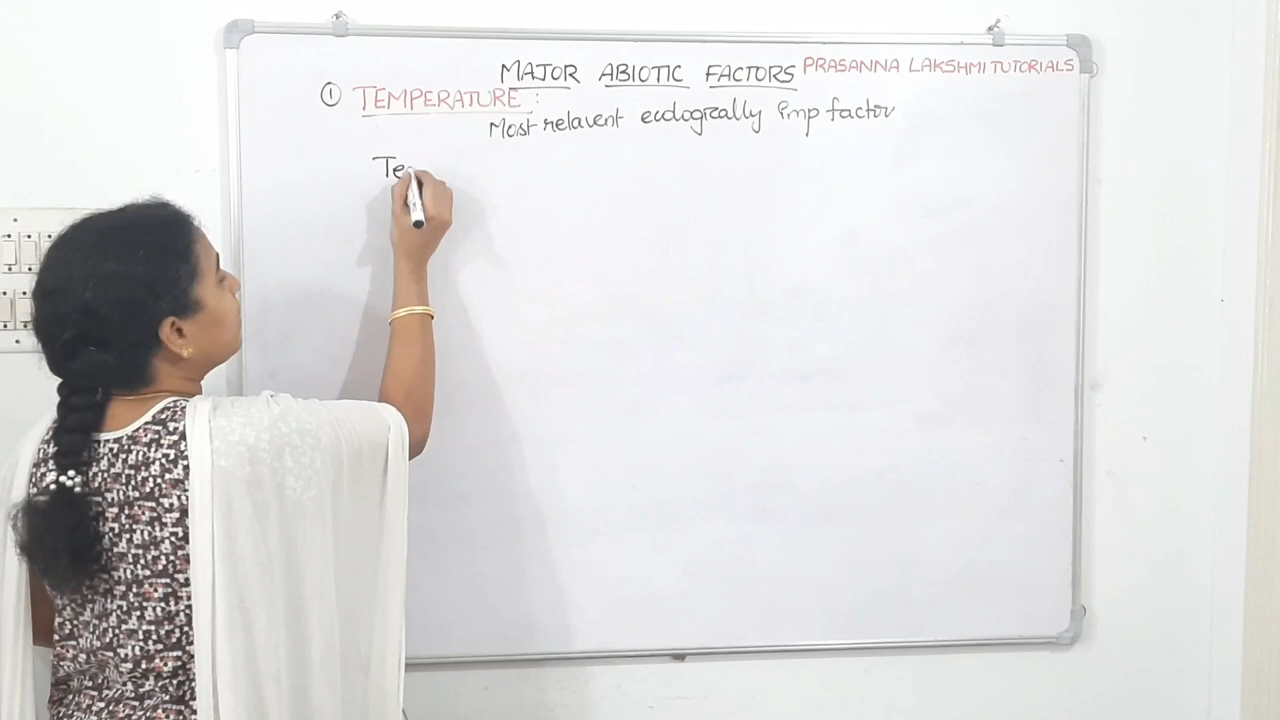 MAJOR ABIOTIC FACTORS PRASANNA LAKSHMI TUTORIALS
① TEMPERATURE :
Most relavent ecologically imp factor
Te